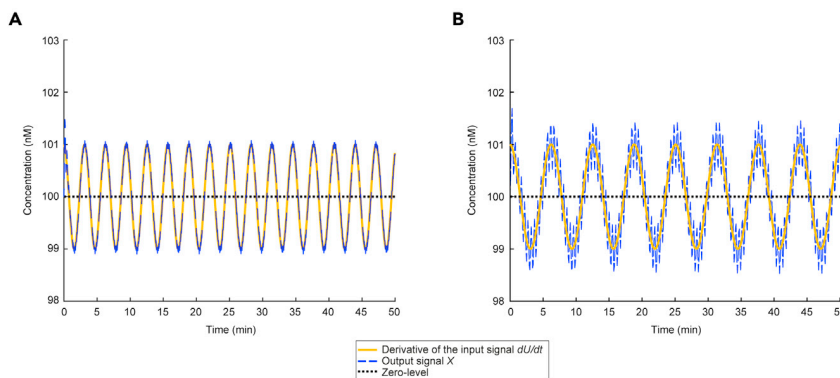 A
103
102
101
100
99
98
Concentration (nM)
0 5 10 15 20 25 30 35 40 45 50
Time (min)
B
103
102
101
100
99
98
Concentration (nM)
0 5 10 15 20 25 30 35 40 45 50
Time (min)
Derivative of the input signal dU/dt
Output signal X
Zero-level